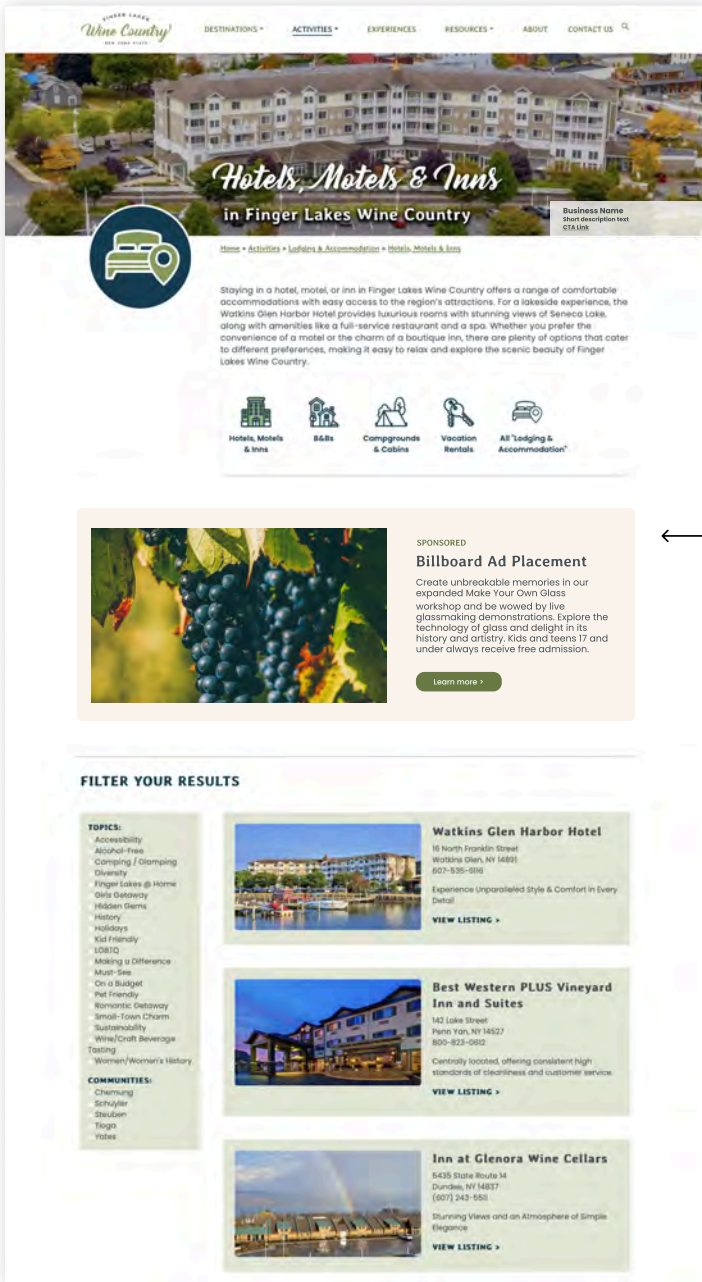 FINGER LAKES
Wine Country
NEW YORK STATE
DESTINATIONS
ACTIVITIES
EXPERIENCES
RESOURCES
ABOUT
CONTACT US
Hotels, Motels & Inns
in Finger Lakes Wine Country
Business Name
Short description text
CTA Link
Home » Activities » Lodging & Accommodation » Hotels, Motels & Inns
Staying in a hotel, motel, or inn in Finger Lakes Wine Country offers a range of comfortable
accommodations with easy access to the region's attractions. For a lakeside experience, the
Watkins Glen Harbor Hotel provides luxurious rooms with stunning views of Seneca Lake,
along with amenities like a full-service restaurant and a spa. Whether you prefer the
convenience of a motel or the charm of a boutique inn, there are plenty of options that cater
to different preferences, making it easy to relax and explore the scenic beauty of Finger
Lakes Wine Country.
Hotels, Motels
& Inns
B&Bs
Campgrounds
& Cabins
Vacation
Rentals
All "Lodging &
Accommodation"
SPONSORED
Billboard Ad Placement
Create unbreakable memories in our
expanded Make Your Own Glass
workshop and be wowed by live
glassmaking demonstrations. Explore the
technology of glass and delight in its
history and artistry. Kids and teens 17 and
under always receive free admission.
Learn more >
FILTER YOUR RESULTS
TOPICS:
Accessibility
Alcohol-Free
Camping / Glamping
Diversity
Finger Lakes @ Home
Girls Getaway
Hidden Gems
History
Holidays
Kid Friendly
LGBTQ
Making a Difference
Must-See
On a Budget
Pet Friendly
Romantic Getaway
Small-Town Charm
Sustainability
Wine/Craft Beverage
Tasting
Women/Women's History
COMMUNITIES:
Chemung
Schuyler
Steuben
Tioga
Yates
Watkins Glen Harbor Hotel
16 North Franklin Street
Watkins Glen, NY 14891
607-535-6116
Experience Unparalleled Style & Comfort in Every
Detail
VIEW LISTING >
Best Western PLUS Vineyard
Inn and Suites
142 Lake Street
Penn Yan, NY 14527
800-823-0612
Centrally located, offering consistent high
standards of cleanliness and customer service.
VIEW LISTING >
Inn at Glenora Wine Cellars
5435 State Route 14
Dundee, NY 14837
(607) 243-5511
Stunning Views and an Atmosphere of Simple
Elegance
VIEW LISTING >